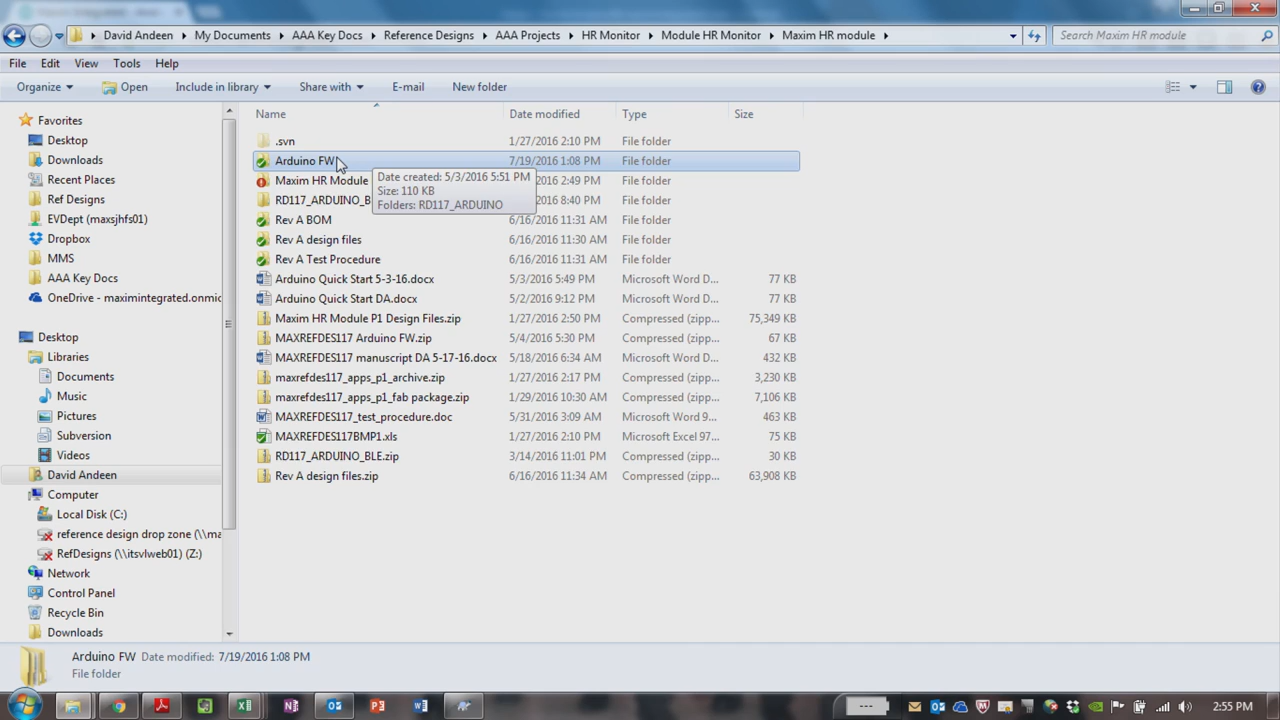 David Andeen My Documents AAA Key Docs Reference Designs AAA Projects HR Monitor Module HR Monitor Maxim HR module Search Maxim HR module
File Edit View Tools Help
Organize Open Include in library Share with E-mail New folder
Name Date modified Type Size
Favorites
Desktop
Downloads
Recent Places
Ref Designs
EVDept (maxsjhfs01)
Dropbox
MMS
AAA Key Docs
OneDrive - maximintegrated.onmic
Desktop
Libraries
Documents
Music
Pictures
Subversion
Videos
David Andeen
Computer
Local Disk (C:)
reference design drop zone (\\ma
RefDesigns (\\itsvlweb01) (Z:)
Network
Control Panel
Recycle Bin
Downloads
.svn 1/27/2016 2:10 PM File folder
Arduino FW 7/19/2016 1:08 PM File folder
Maxim HR Module 2:49 PM File folder
RD117_ARDUINO_B 8:40 PM File folder
Date created: 5/3/2016 5:51 PM
Size: 110 KB
Folders: RD117_ARDUINO
Rev A BOM 6/16/2016 11:31 AM File folder
Rev A design files 6/16/2016 11:30 AM File folder
Rev A Test Procedure 6/16/2016 11:31 AM File folder
Arduino Quick Start 5-3-16.docx 5/3/2016 5:49 PM Microsoft Word D... 77 KB
Arduino Quick Start DA.docx 5/2/2016 9:12 PM Microsoft Word D... 77 KB
Maxim HR Module P1 Design Files.zip 1/27/2016 2:50 PM Compressed (zipp... 75,349 KB
MAXREFDES117 Arduino FW.zip 5/4/2016 5:30 PM Compressed (zipp... 67 KB
MAXREFDES117 manuscript DA 5-17-16.docx 5/18/2016 6:34 AM Microsoft Word D... 432 KB
maxrefdes117_apps_p1_archive.zip 1/27/2016 2:17 PM Compressed (zipp... 3,230 KB
maxrefdes117_apps_p1_fab package.zip 1/29/2016 10:30 AM Compressed (zipp... 7,106 KB
MAXREFDES117_test_procedure.doc 5/31/2016 3:09 AM Microsoft Word 9... 463 KB
MAXREFDES117BMP1.xls 1/27/2016 2:10 PM Microsoft Excel 97... 75 KB
RD117_ARDUINO_BLE.zip 3/14/2016 11:01 PM Compressed (zipp... 30 KB
Rev A design files.zip 6/16/2016 11:34 AM Compressed (zipp... 63,908 KB
Arduino FW Date modified: 7/19/2016 1:08 PM
File folder
2:55 PM